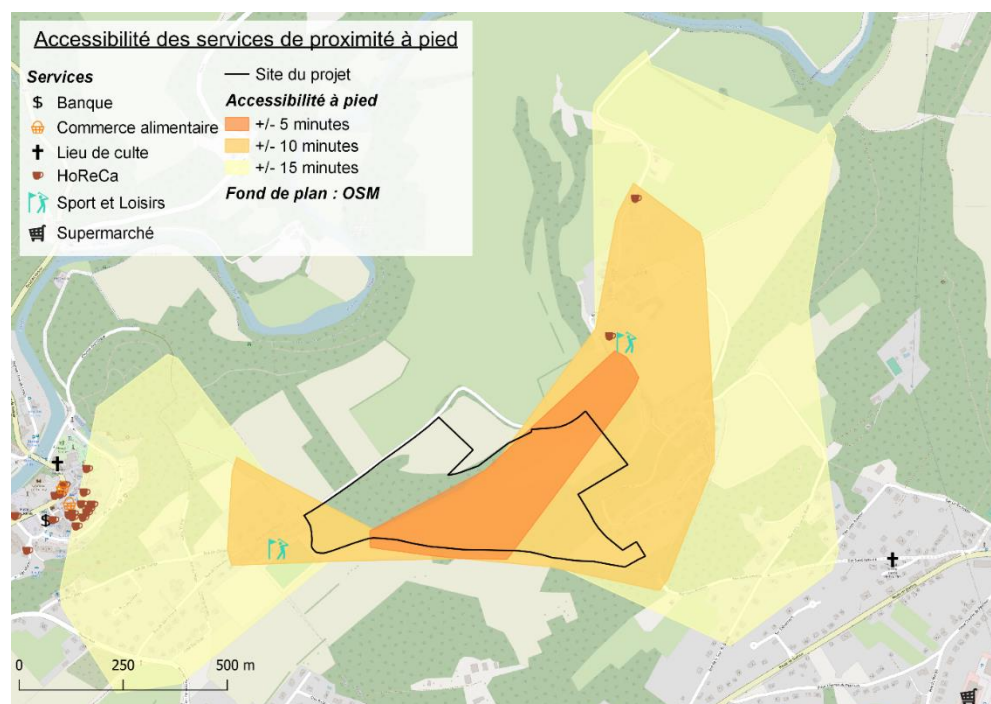 Accessibilité des services de proximité à pied
Services
Banque
Commerce alimentaire
Lieu de culte
HoReCa
Sport et Loisirs
Supermarché
Site du projet
Accessibilité à pied
+/- 5 minutes
+/- 10 minutes
+/- 15 minutes
Fond de plan : OSM
0 250 500 m